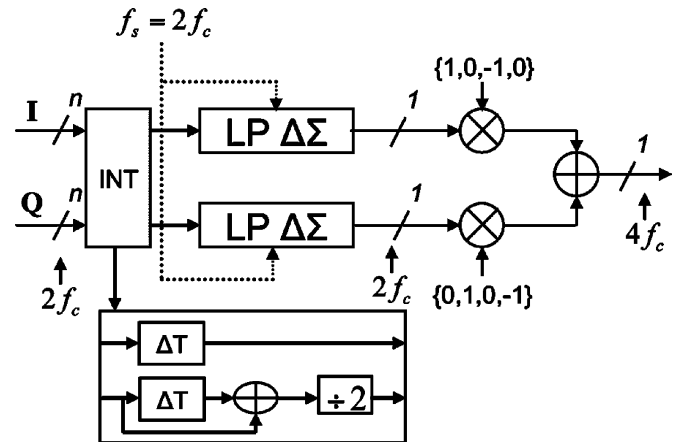 f_s = 2f_c
{1,0,-1,0}
I
n
INT
LP ΔΣ
1
1
Q
n
LP ΔΣ
1
4f_c
2f_c
2f_c
{0,1,0,-1}
ΔT
ΔT
÷2